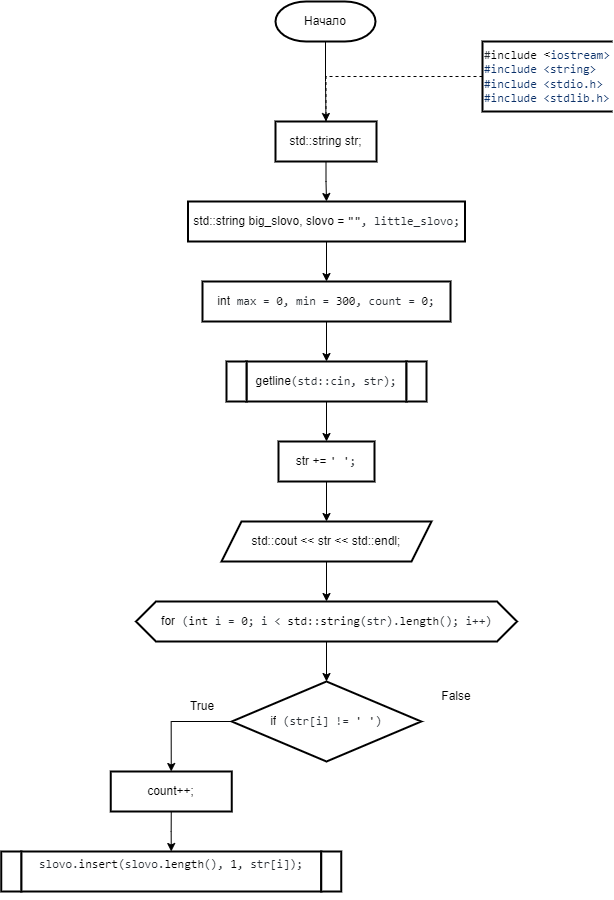 Начало
#include <iostream>
#include <string>
#include <stdio.h>
#include <stdlib.h>
std::string str;
std::string big_slovo, slovo = "", little_slovo;
int max = 0, min = 300, count = 0;
getline(std::cin, str);
str += ' ';
std::cout << str << std::endl;
for (int i = 0; i < std::string(str).length(); i++)
True
False
if (str[i] != ' ')
count++;
slovo.insert(slovo.length(), 1, str[i]);